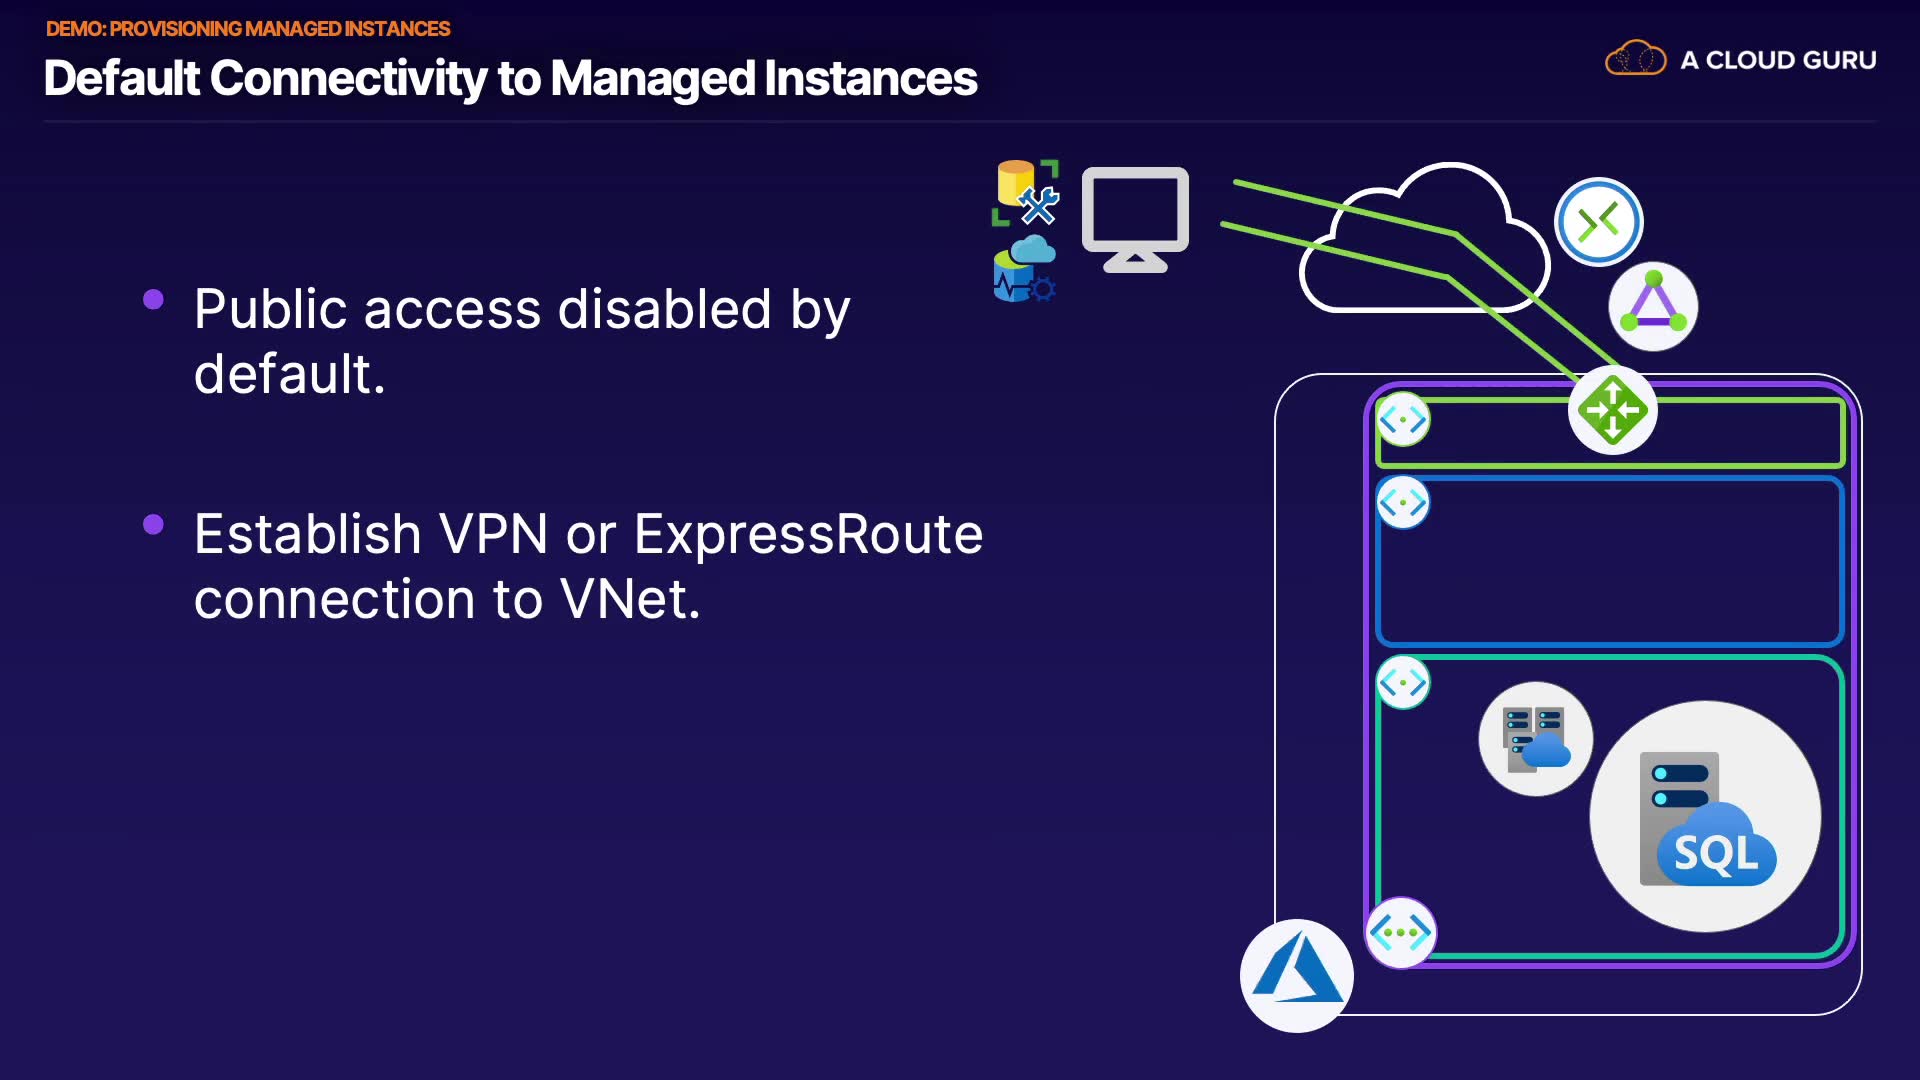 DEMO: PROVISIONING MANAGED INSTANCES
Default Connectivity to Managed Instances
A CLOUD GURU
Public access disabled by
default.
Establish VPN or ExpressRoute
connection to VNet.
SQL